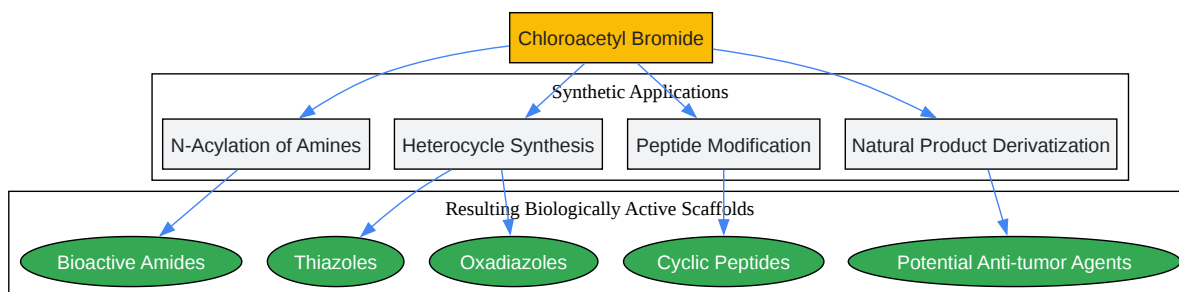 Chloroacetyl Bromide
Synthetic Applications
N-Acylation of Amines
Heterocycle Synthesis
Peptide Modification
Natural Product Derivatization
Resulting Biologically Active Scaffolds
Bioactive Amides
Thiazoles
Oxadiazoles
Cyclic Peptides
Potential Anti-tumor Agents